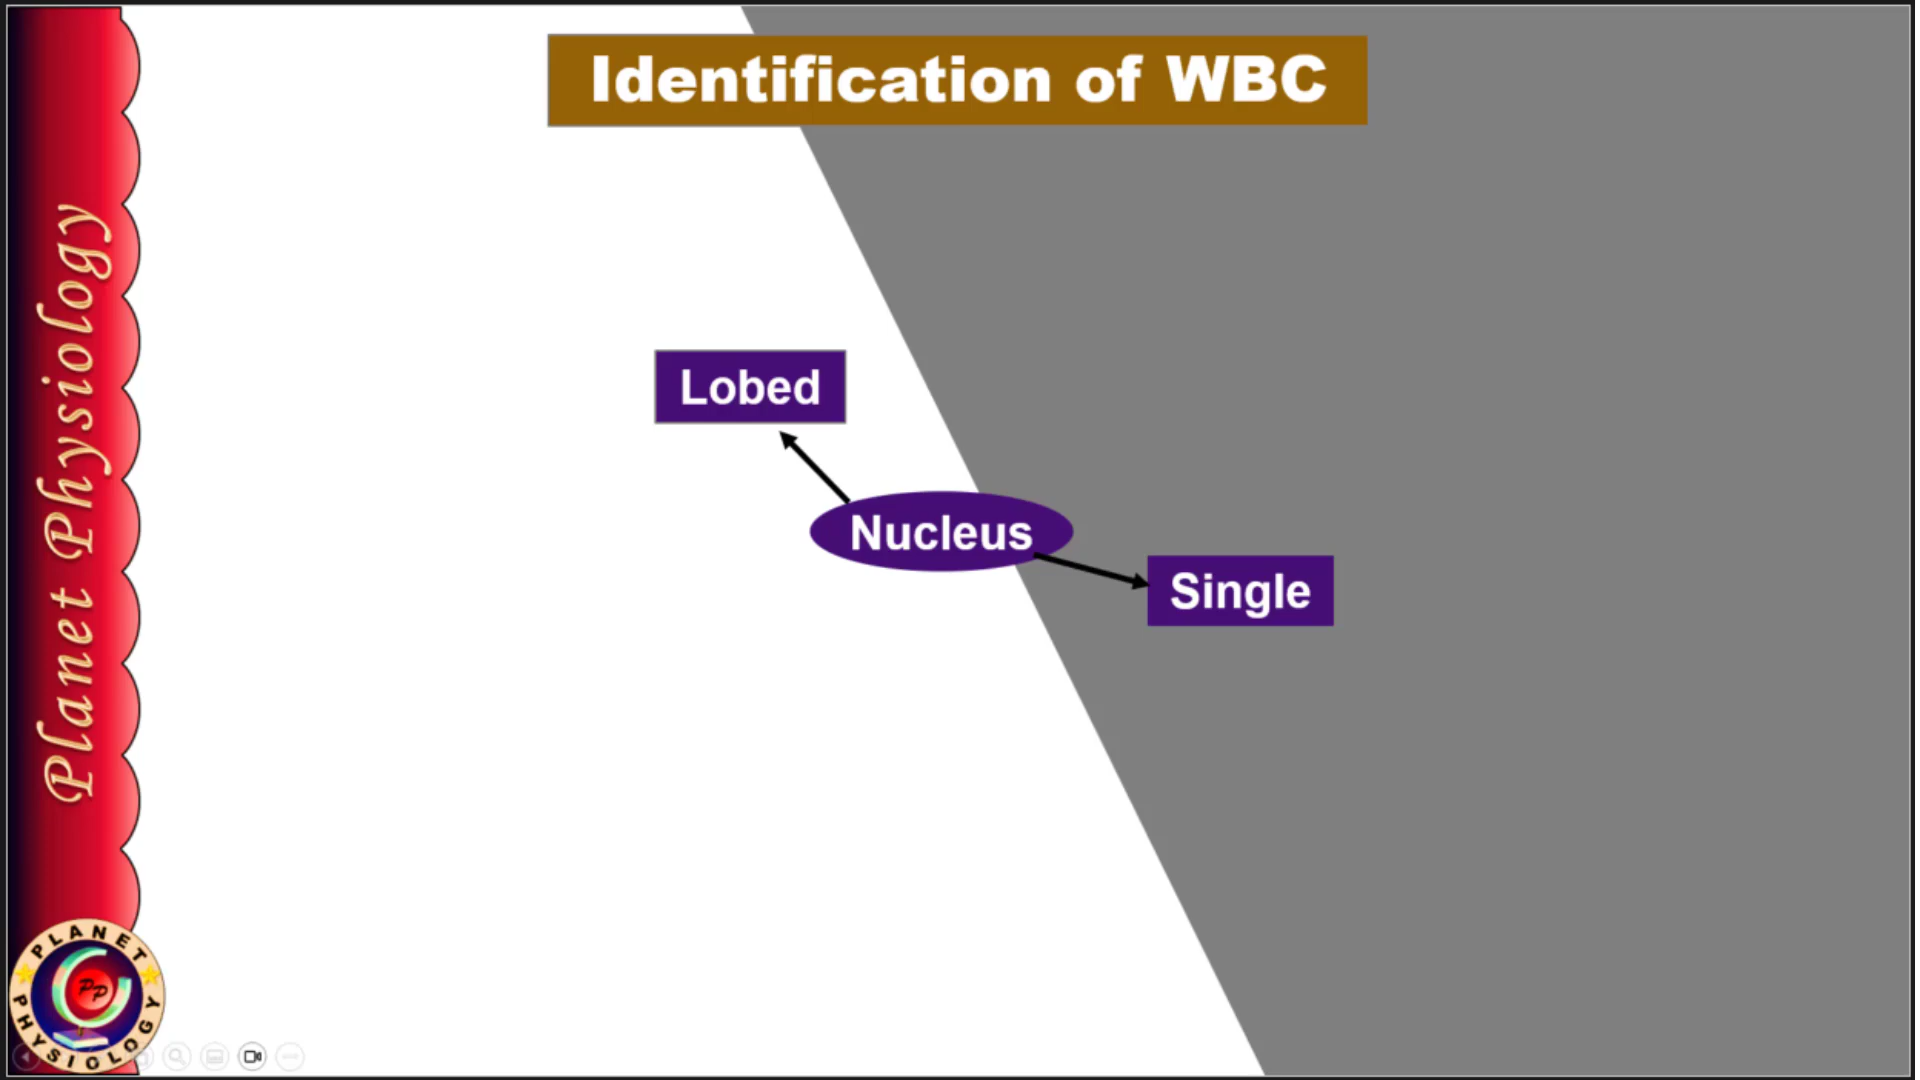 Identification of WBC
Lobed
Nucleus
Single
Planet Physiology
PLANET
PHYSIOLOGY
PP